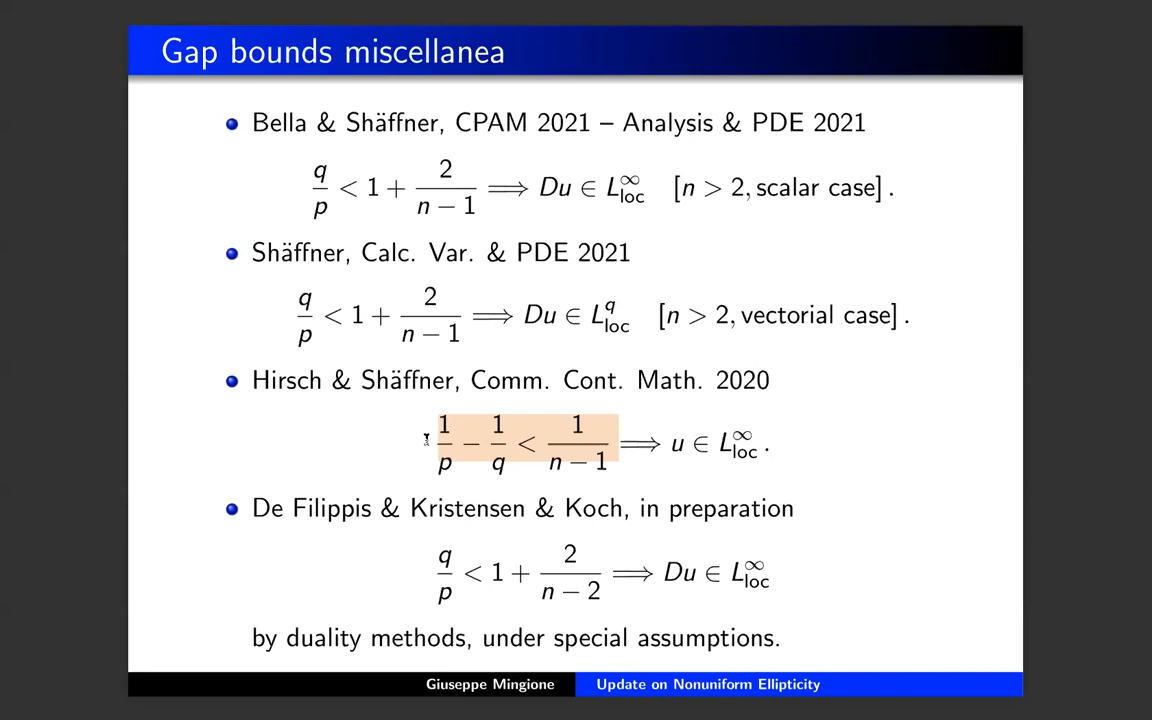 Gap bounds miscellanea
• Bella & Shäffner, CPAM 2021 – Analysis & PDE 2021
q/p < 1 + 2/(n − 1) ⟹ Du ∈ L^∞_loc [n > 2, scalar case] .
• Shäffner, Calc. Var. & PDE 2021
q/p < 1 + 2/(n − 1) ⟹ Du ∈ L^q_loc [n > 2, vectorial case] .
• Hirsch & Shäffner, Comm. Cont. Math. 2020
1/p − 1/q < 1/(n − 1) ⟹ u ∈ L^∞_loc .
• De Filippis & Kristensen & Koch, in preparation
q/p < 1 + 2/(n − 2) ⟹ Du ∈ L^∞_loc
by duality methods, under special assumptions.
Giuseppe Mingione Update on Nonuniform Ellipticity